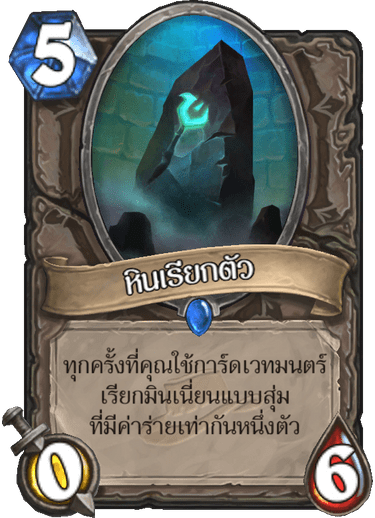 5
หินเรียกตัว
ทุกครั้งที่คุณใช้การ์ดเวทมนตร์
เรียกมินเนี่ยนแบบสุ่ม
ที่มีค่าร่ายเท่ากันหนึ่งตัว
0
6